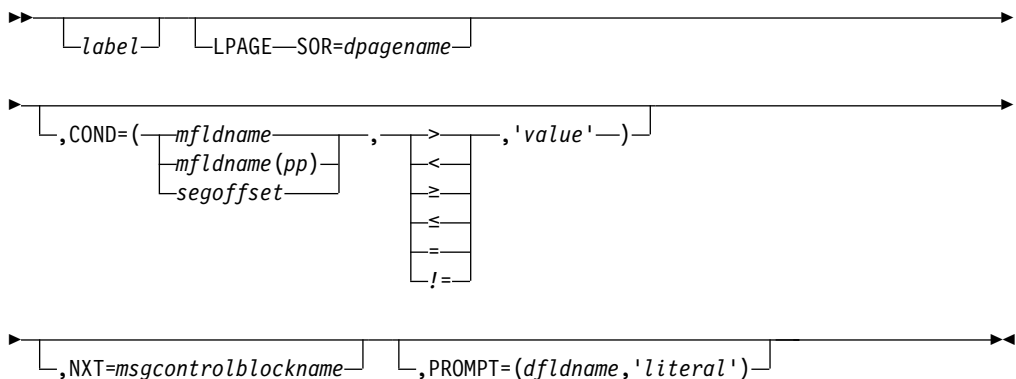 label LPAGE SOR=dpagename
,COND=( mfldname , > ,'value' )
mfldname(pp) <
segoffset ≥
≤
=
!=
,NXT=msgcontrolblockname ,PROMPT=(dfldname,'literal')